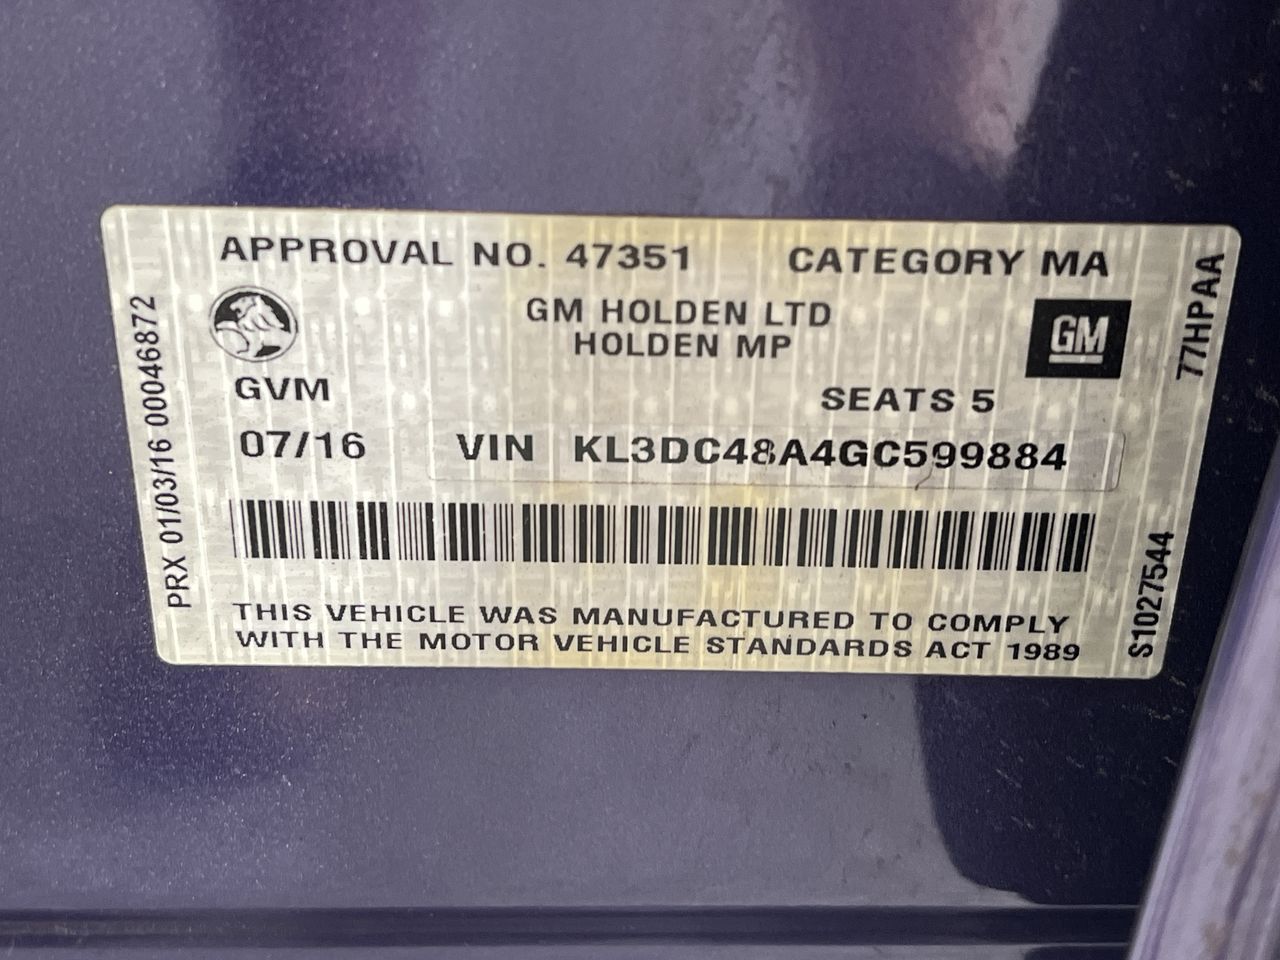 APPROVAL NO. 47351 CATEGORY MA
GM HOLDEN LTD
HOLDEN MP
GM
GVM
SEATS 5
07/16 VIN KL3DC48A4GC599884
THIS VEHICLE WAS MANUFACTURED TO COMPLY
WITH THE MOTOR VEHICLE STANDARDS ACT 1989
PRX 01/03/16 00046872
77HPAA
S1027544